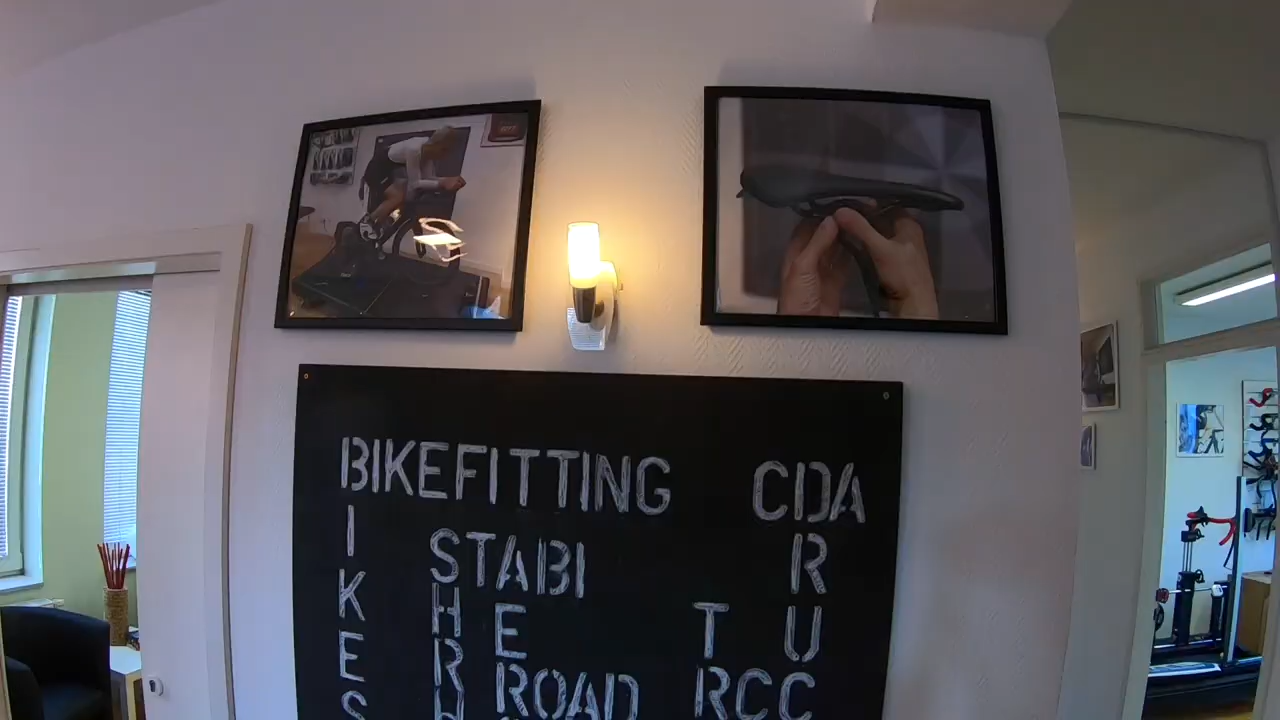 BIKEFITTING CDA
I
STABI R
K H E T U
E R ROAD RCC
S